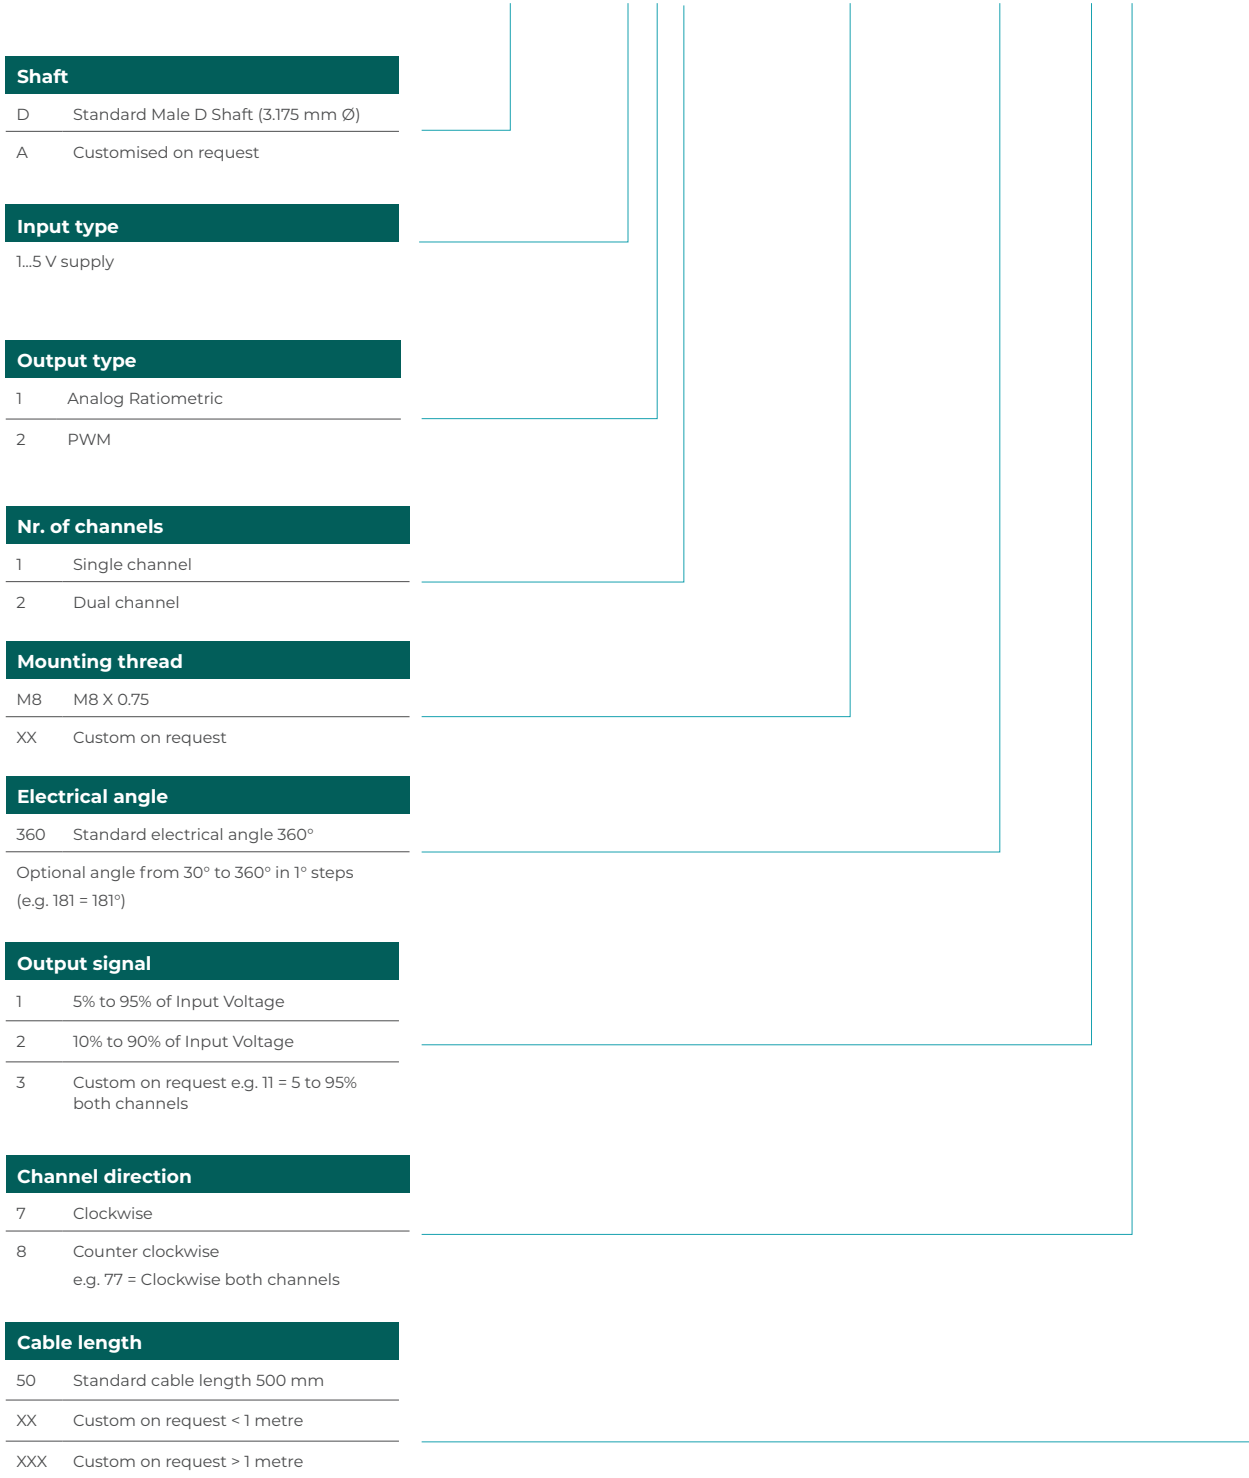 Shaft
D Standard Male D Shaft (3.175 mm Ø)
A Customised on request
Input type
1...5 V supply
Output type
1 Analog Ratiometric
2 PWM
Nr. of channels
1 Single channel
2 Dual channel
Mounting thread
M8 M8 X 0.75
XX Custom on request
Electrical angle
360 Standard electrical angle 360°
Optional angle from 30° to 360° in 1° steps
(e.g. 181 = 181°)
Output signal
1 5% to 95% of Input Voltage
2 10% to 90% of Input Voltage
3 Custom on request e.g. 11 = 5 to 95%
both channels
Channel direction
7 Clockwise
8 Counter clockwise
e.g. 77 = Clockwise both channels
Cable length
50 Standard cable length 500 mm
XX Custom on request < 1 metre
XXX Custom on request > 1 metre